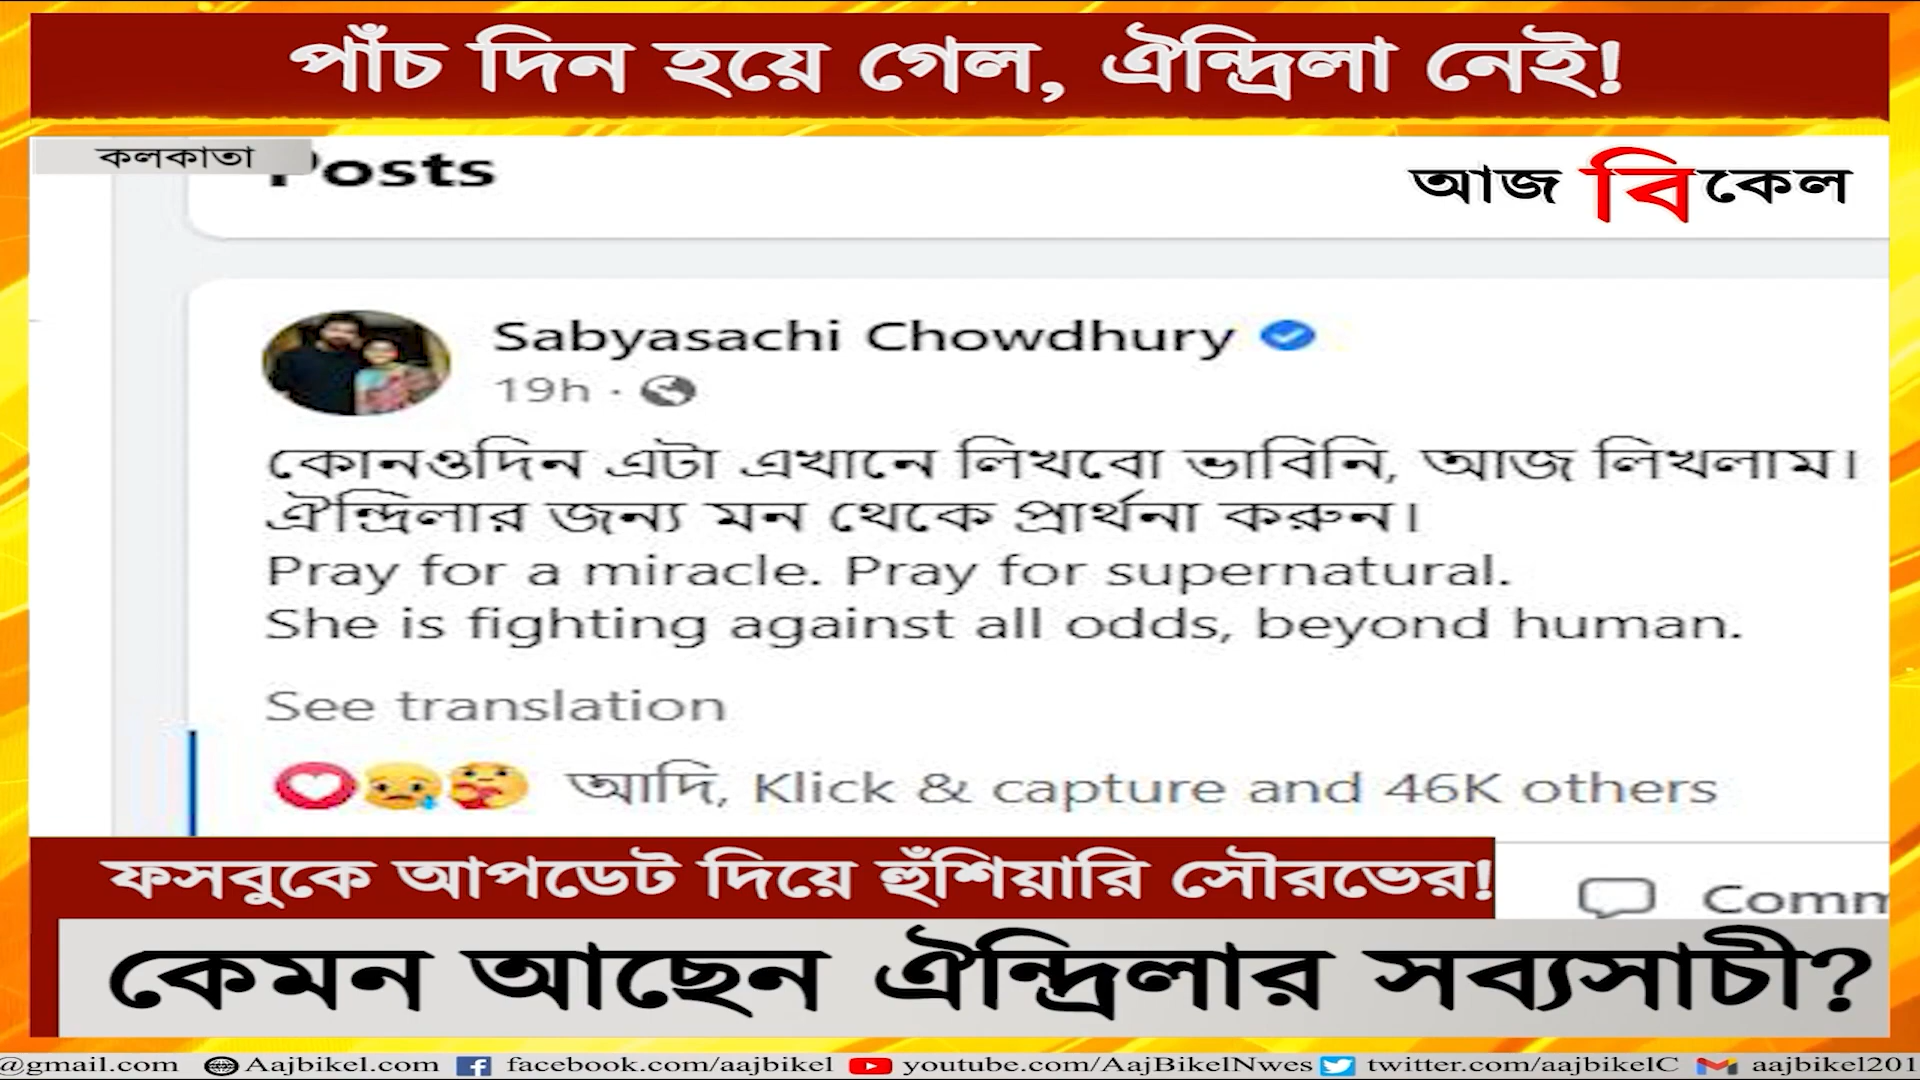 পাঁচ দিন হয়ে গেল, ঐন্দ্রিলা নেই!
কলকাতা
Posts
আজ বিকেল
Sabyasachi Chowdhury
19h ·
কোনওদিন এটা এখানে লিখবো ভাবিনি, আজ লিখলাম।
ঐন্দ্রিলার জন্য মন থেকে প্রার্থনা করুন।
Pray for a miracle. Pray for supernatural.
She is fighting against all odds, beyond human.
See translation
আদি, Klick & capture and 46K others
ফসবুকে আপডেট দিয়ে হুঁশিয়ারি সৌরভের!
Comm
কেমন আছেন ঐন্দ্রিলার সব্যসাচী?
@gmail.com Aajbikel.com facebook.com/aajbikel youtube.com/AajBikelNwes twitter.com/aajbikelC aajbikel201